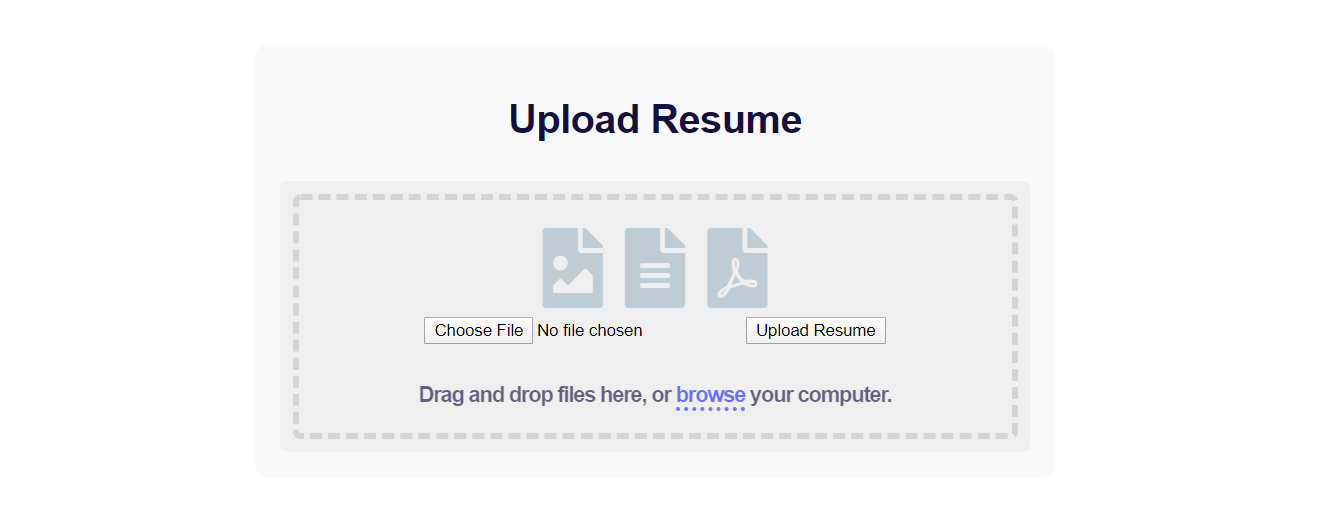 Upload Resume
Choose File No file chosen Upload Resume
Drag and drop files here, or browse your computer.